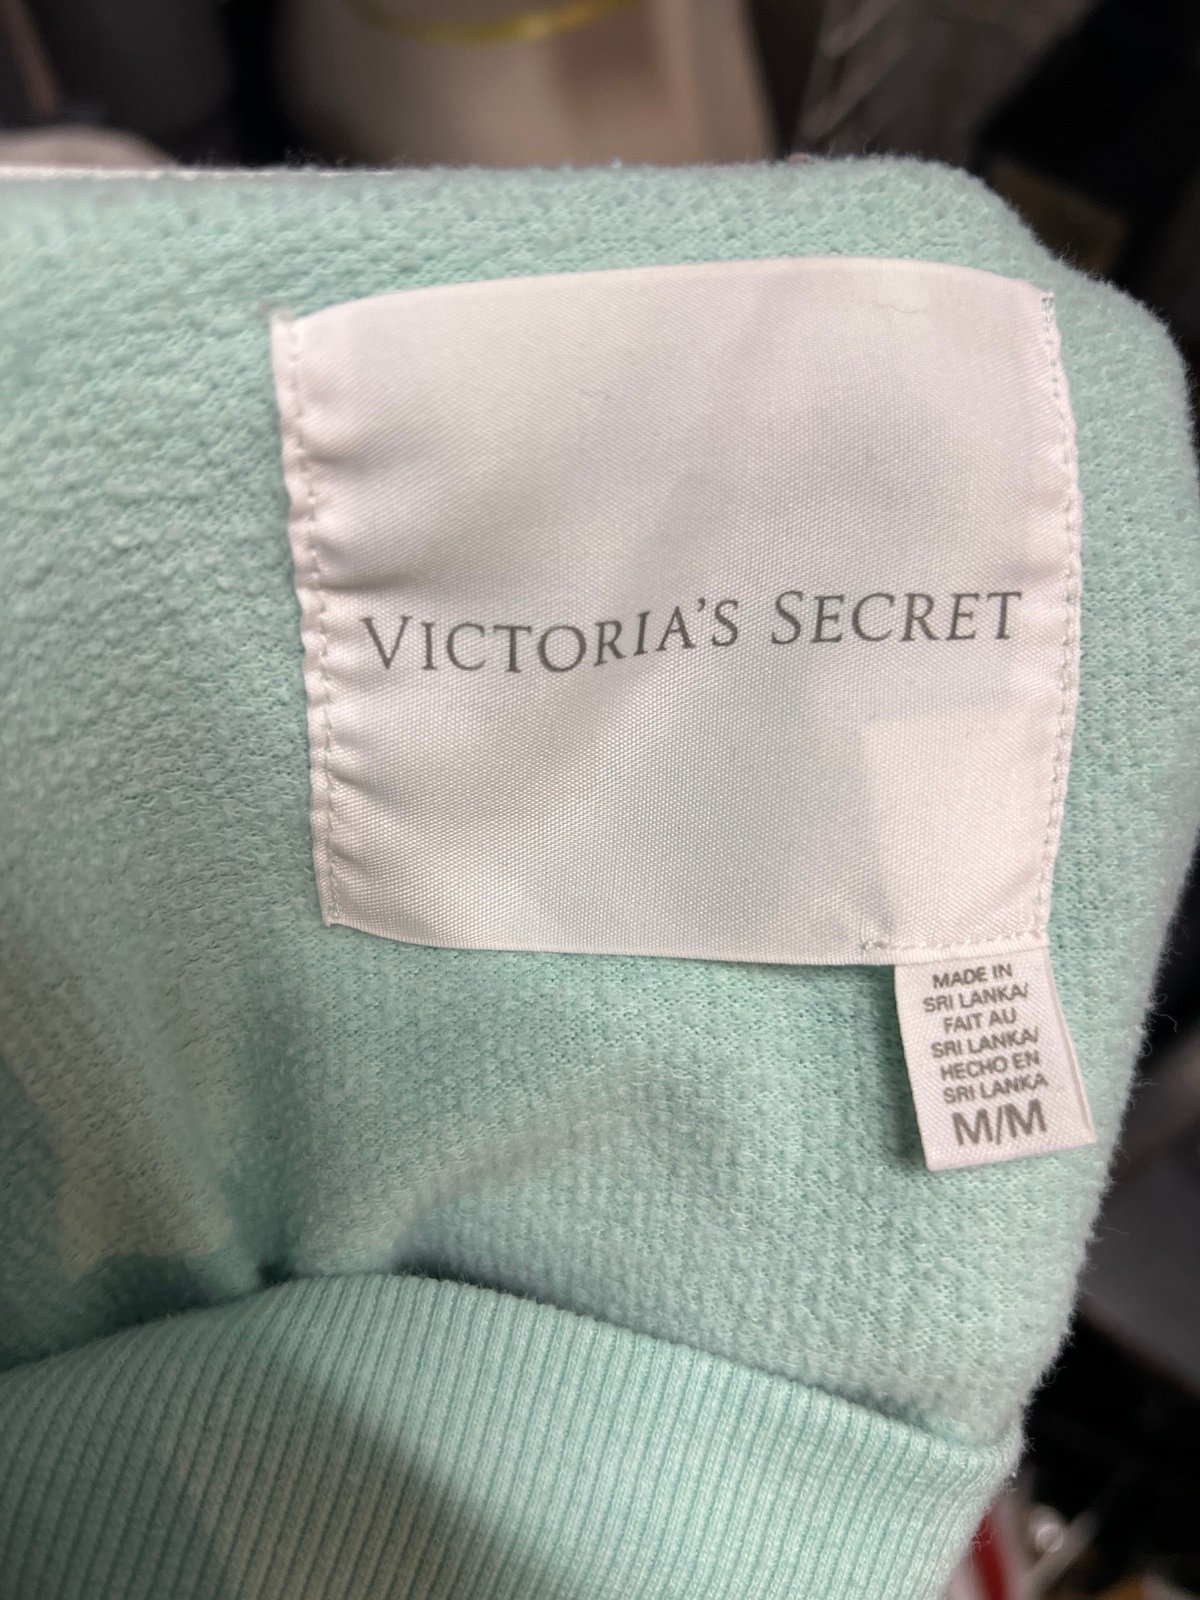 VICTORIA'S SECRET
MADE IN
SRI LANKA/
FAIT AU
SRI LANKA/
HECHO EN
SRI LANKA
M/M